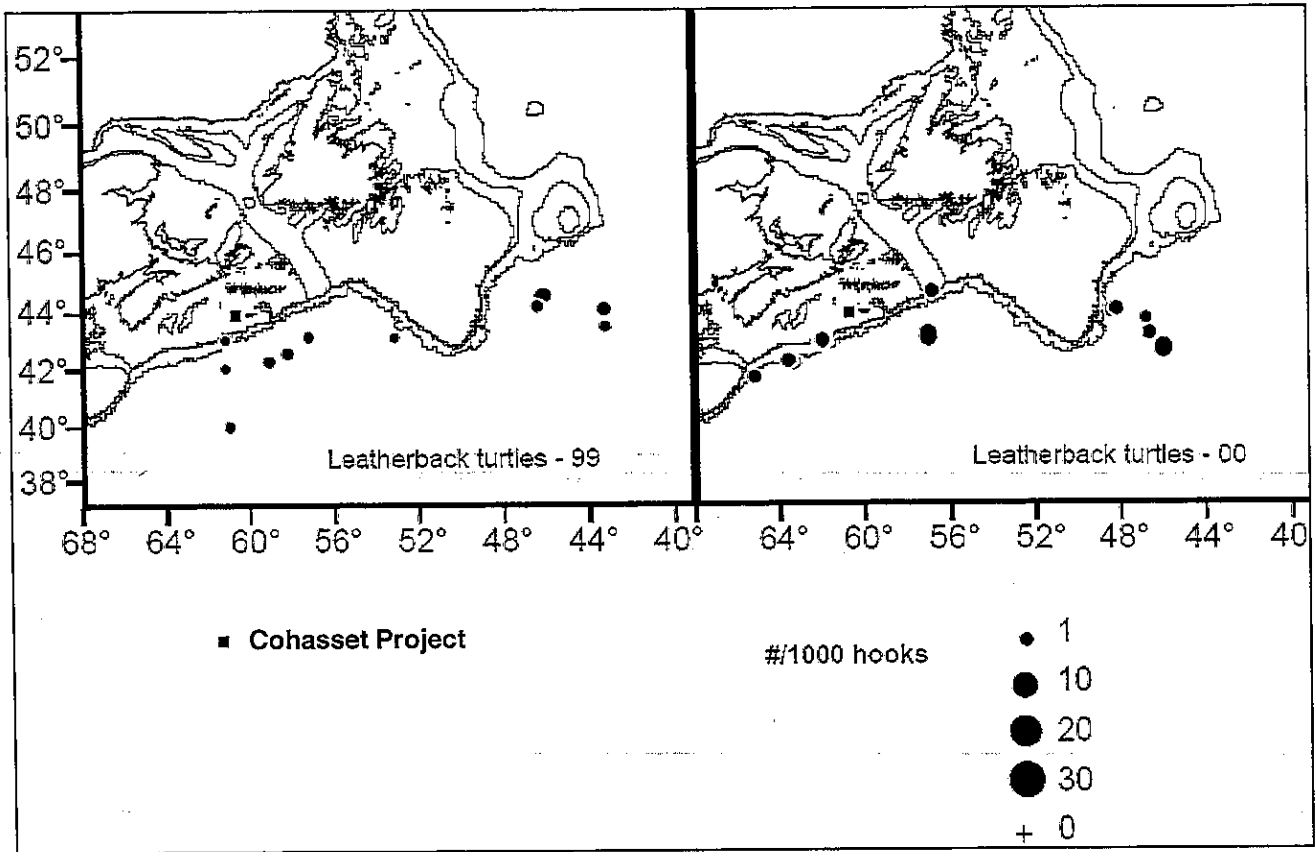 52°
50°
48°
46°
44°
42°
40°
38°
Leatherback turtles - 99
Leatherback turtles - 00
68° 64° 60° 56° 52° 48° 44° 40° 64° 60° 56° 52° 48° 44° 40°
Cohasset Project
#/1000 hooks
1
10
20
30
0